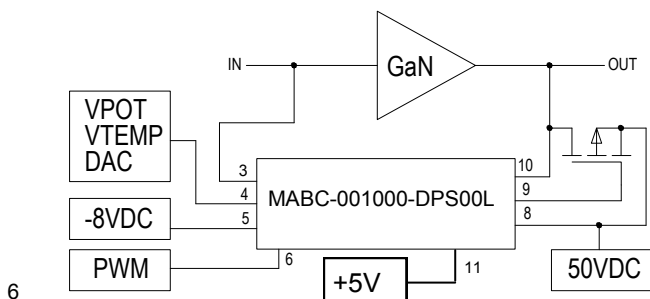 IN
GaN
OUT
VPOT
VTEMP
DAC
3
10
MABC-001000-DPS00L
4
9
-8VDC
5
8
PWM
6
11
+5V
50VDC
6